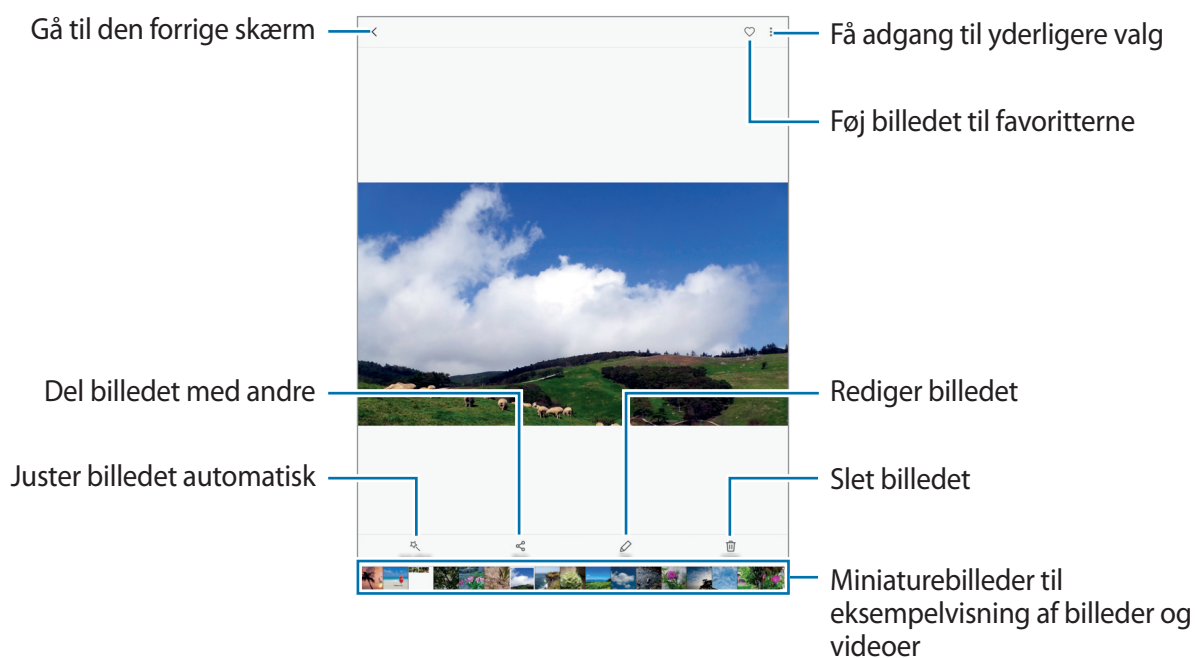 Gå til den forrige skærm
Få adgang til yderligere valg
Føj billedet til favoritterne
Del billedet med andre
Rediger billedet
Juster billedet automatisk
Slet billedet
Miniaturebilleder til
eksempelvisning af billeder og
videoer